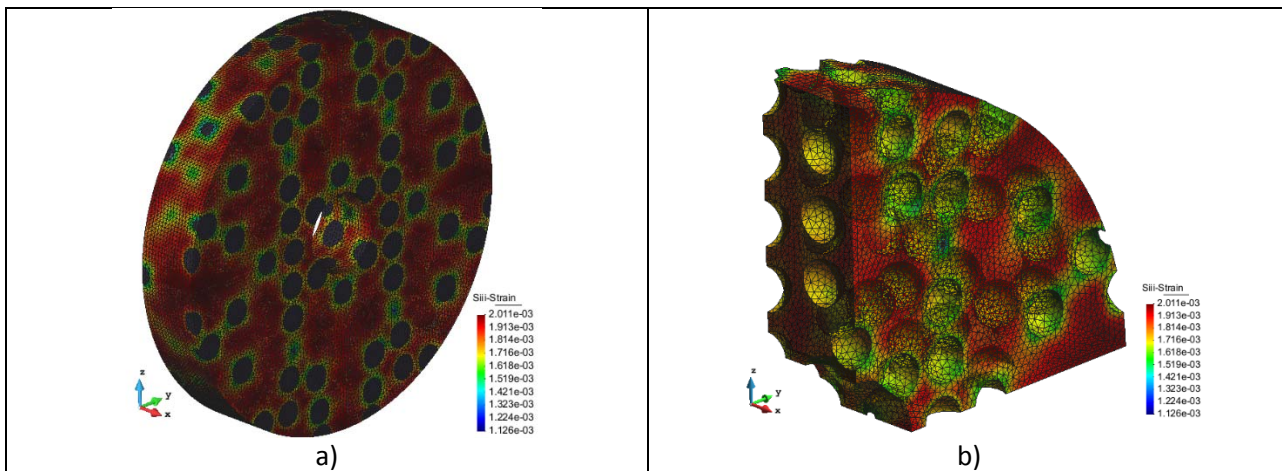 Siii-Strain
2.011e-03
1.913e-03
1.814e-03
1.716e-03
1.618e-03
1.519e-03
1.421e-03
1.323e-03
1.224e-03
1.126e-03
z
y
x
a)
Siii-Strain
2.011e-03
1.913e-03
1.814e-03
1.716e-03
1.618e-03
1.519e-03
1.421e-03
1.323e-03
1.224e-03
1.126e-03
z
y
x
b)